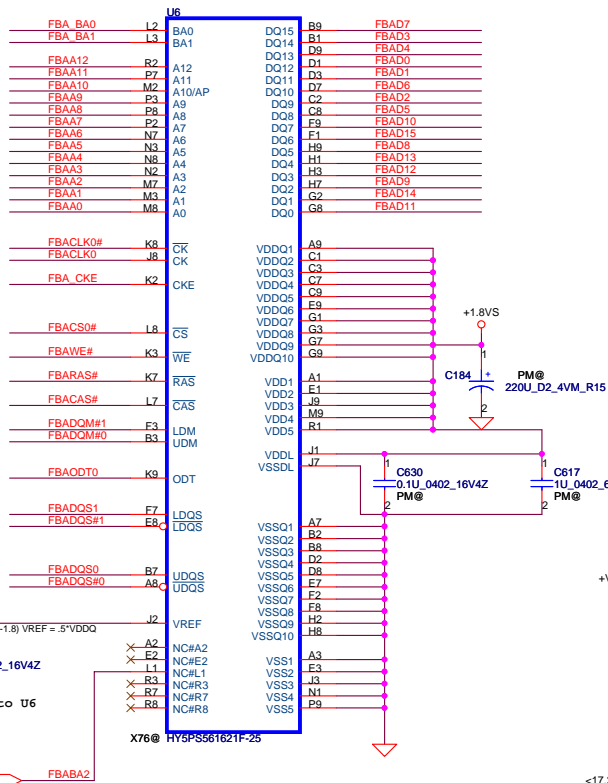 U6
FBA_BA0 L2 BA0 DQ15 B9 FBAD7
FBA_BA1 L3 BA1 DQ14 B1 FBAD3
DQ13 D9 FBAD4
FBAA12 R2 A12 DQ12 D1 FBAD0
FBAA11 P7 A11 DQ11 D3 FBAD1
FBAA10 M2 A10/AP DQ10 D7 FBAD6
FBAA9 P3 A9 DQ9 C2 FBAD2
FBAA8 P8 A8 DQ8 C8 FBAD5
FBAA7 P2 A7 DQ7 F9 FBAD10
FBAA6 N7 A6 DQ6 F1 FBAD15
FBAA5 N3 A5 DQ5 H9 FBAD8
FBAA4 N8 A4 DQ4 H1 FBAD13
FBAA3 N2 A3 DQ3 H3 FBAD12
FBAA2 M7 A2 DQ2 H7 FBAD9
FBAA1 M3 A1 DQ1 G2 FBAD14
FBAA0 M8 A0 DQ0 G8 FBAD11
FBACLK0# K8 CK VDDQ1 A9
FBACLK0 J8 CK VDDQ2 C1
VDDQ3 C3
FBA_CKE K2 CKE VDDQ4 C7
VDDQ5 C9
VDDQ6 E9
VDDQ7 G1
FBACS0# L8 CS VDDQ8 G3
VDDQ9 G7
FBAWE# K3 WE VDDQ10 G9
+1.8VS
1
C184 + PM@
220U_D2_4VM_R15
2
FBARAS# K7 RAS VDD1 A1
VDD2 E1
FBACAS# L7 CAS VDD3 J9
VDD4 M9
FBADQM#1 F3 LDM VDD5 R1
FBADQM#0 B3 UDM
VDDL J1
VSSDL J7
FBAODT0 K9 ODT
1 C630
0.1U_0402_16V4Z
PM@
2
1 C617
1U_0402_6
PM@
2
FBADQS1 F7 LDQS
FBADQS#1 E8 LDQS VSSQ1 A7
VSSQ2 B2
VSSQ3 B8
VSSQ4 D2
FBADQS0 B7 UDQS VSSQ5 D8
FBADQS#0 A8 UDQS VSSQ6 E7
VSSQ7 F2
VSSQ8 F8
J2 VREF VSSQ9 H2
VSSQ10 H8
-1.8) VREF = .5*VDDQ
A2 NC#A2
E2 NC#E2 VSS1 A3
L1 NC#L1 VSS2 E3
R3 NC#R3 VSS3 J3
R7 NC#R7 VSS4 N1
R8 NC#R8 VSS5 P9
_16V4Z
to U6
X76@ HY5PS561621F-25
FBABA2
+V